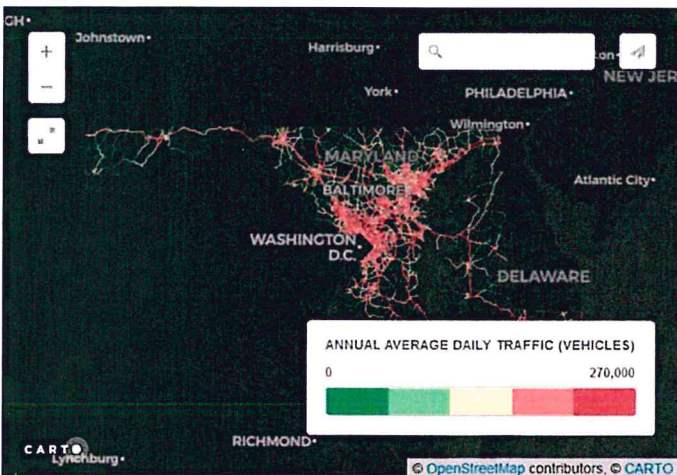 GH•
Johnstown•
Harrisburg•
on•
NEW JER
York•
PHILADELPHIA•
Wilmington•
MARYLAND
BALTIMORE
Atlantic City•
WASHINGTON
D.C.
DELAWARE
ANNUAL AVERAGE DAILY TRAFFIC (VEHICLES)
0 270,000
RICHMOND•
CARTO
Lynchburg•
© OpenStreetMap contributors, © CARTO